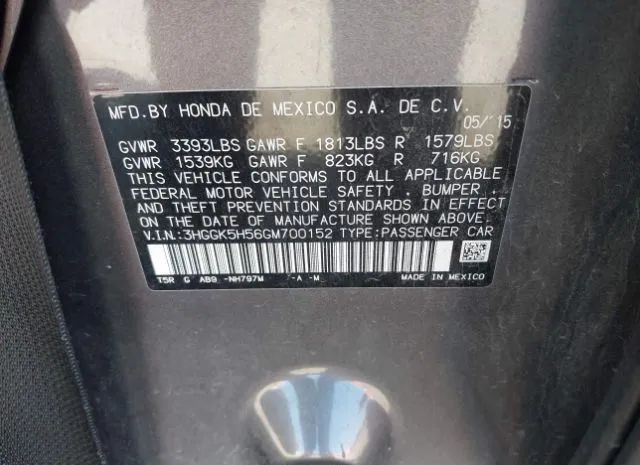 MFD.BY HONDA DE MEXICO S.A. DE C.V.
05/'15
GVWR 3393LBS GAWR F 1813LBS R 1579LBS
GVWR 1539KG GAWR F 823KG R 716KG
THIS VEHICLE CONFORMS TO ALL APPLICABLE
FEDERAL MOTOR VEHICLE SAFETY , BUMPER ,
AND THEFT PREVENTION STANDARDS IN EFFECT
ON THE DATE OF MANUFACTURE SHOWN ABOVE.
V.I.N.:3HGGK5H56GM700152 TYPE:PASSENGER CAR
T5R G AB9 -NH797M -A -M MADE IN MEXICO